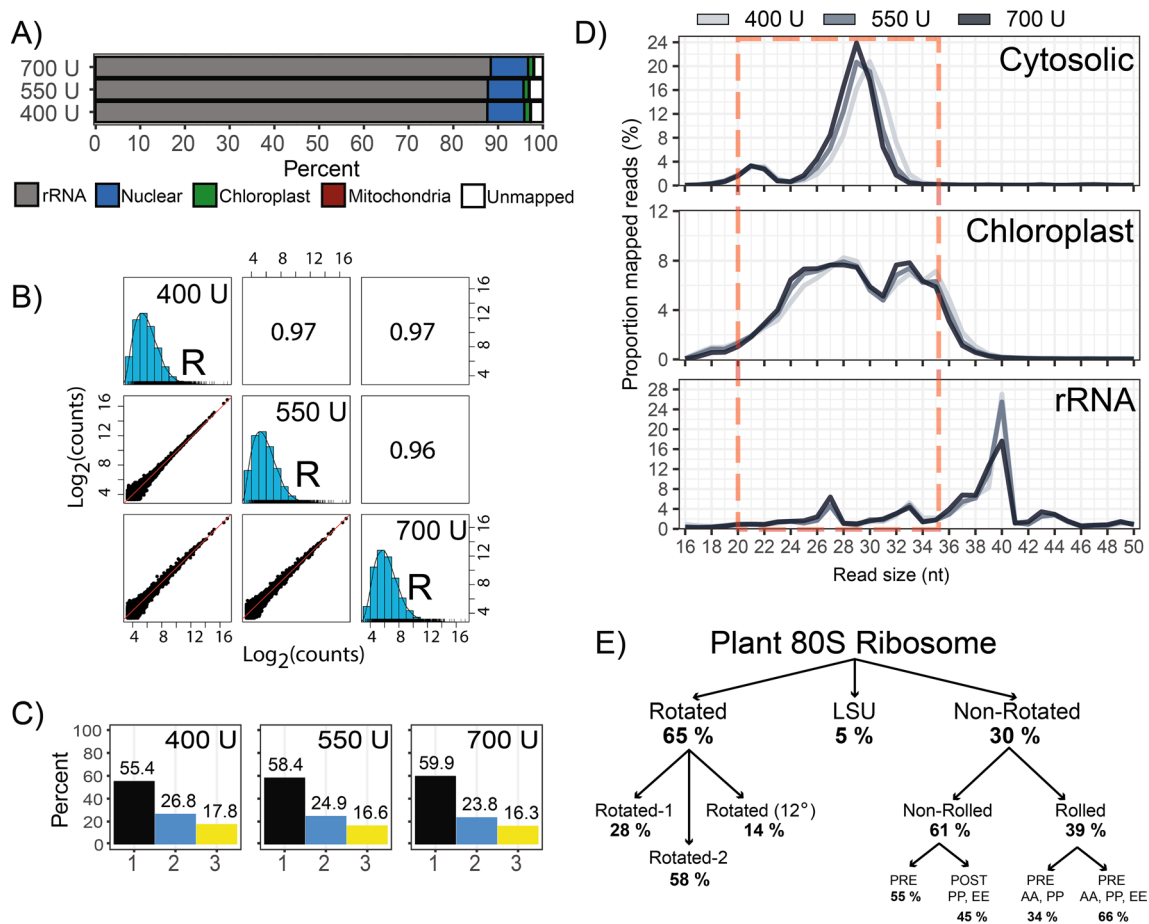 A)
700 U
550 U
400 U
0 10 20 30 40 50 60 70 80 90 100
Percent
rRNA Nuclear Chloroplast Mitochondria Unmapped
B)
4 8 12 16
400 U
R
0.97
0.97
4 8 12 16
Log2(counts)
4 8 12 16
550 U
R
0.96
700 U
R
4 8 12 16
4 8 12 16
4 8 12 16
Log2(counts)
C)
Percent
100
80
60
40
20
0
400 U
55.4
26.8
17.8
1 2 3
550 U
58.4
24.9
16.6
1 2 3
700 U
59.9
23.8
16.3
1 2 3
D)
400 U 550 U 700 U
Proportion mapped reads (%)
Cytosolic
24
20
16
12
8
4
0
Chloroplast
12
8
4
0
rRNA
28
24
20
16
12
8
4
0
16 18 20 22 24 26 28 30 32 34 36 38 40 42 44 46 48 50
Read size (nt)
E)
Plant 80S Ribosome
Rotated
65 %
LSU
5 %
Non-Rotated
30 %
Rotated-1
28 %
Rotated-2
58 %
Rotated (12°)
14 %
Non-Rolled
61 %
Rolled
39 %
PRE
55 %
POST
PP, EE
45 %
PRE
AA, PP
34 %
PRE
AA, PP, EE
66 %